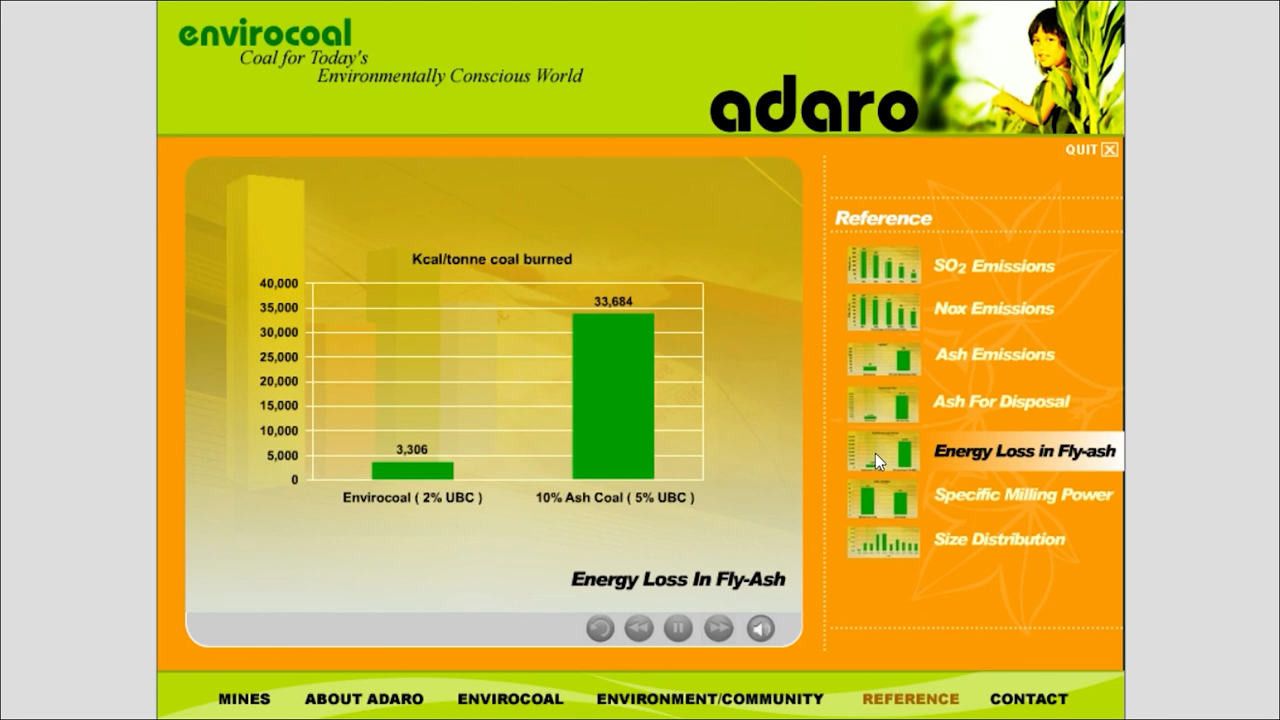 envirocoal
Coal for Today's
Environmentally Conscious World
adaro
QUIT
Reference
SO2 Emissions
Nox Emissions
Ash Emissions
Ash For Disposal
Energy Loss in Fly-ash
Specific Milling Power
Size Distribution
Kcal/tonne coal burned
40,000
35,000
30,000
25,000
20,000
15,000
10,000
5,000
0
3,306
33,684
Envirocoal ( 2% UBC )
10% Ash Coal ( 5% UBC )
Energy Loss In Fly-Ash
MINES
ABOUT ADARO
ENVIROCOAL
ENVIRONMENT/COMMUNITY
REFERENCE
CONTACT